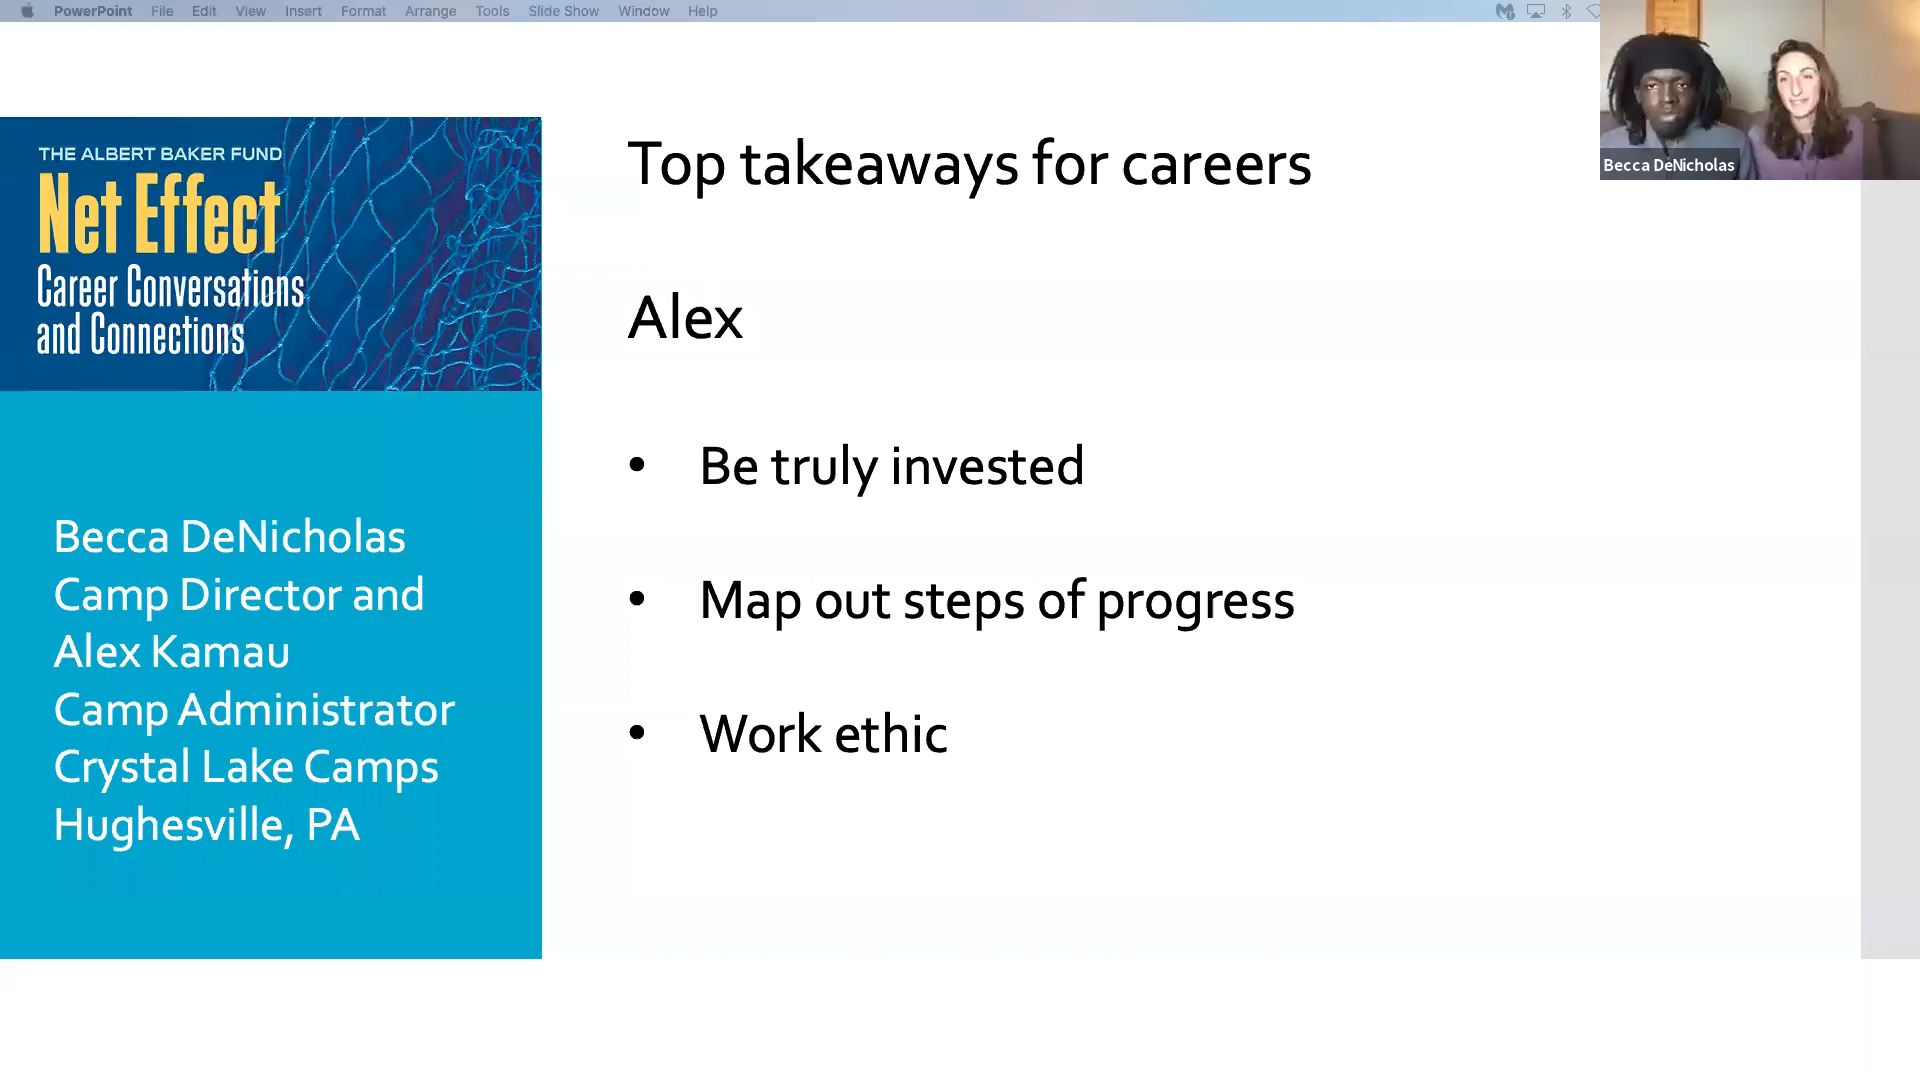 PowerPoint File Edit View Insert Format Arrange Tools Slide Show Window Help
Becca DeNicholas
THE ALBERT BAKER FUND
Net Effect
Career Conversations
and Connections
Becca DeNicholas
Camp Director and
Alex Kamau
Camp Administrator
Crystal Lake Camps
Hughesville, PA
Top takeaways for careers
Alex
• Be truly invested
• Map out steps of progress
• Work ethic